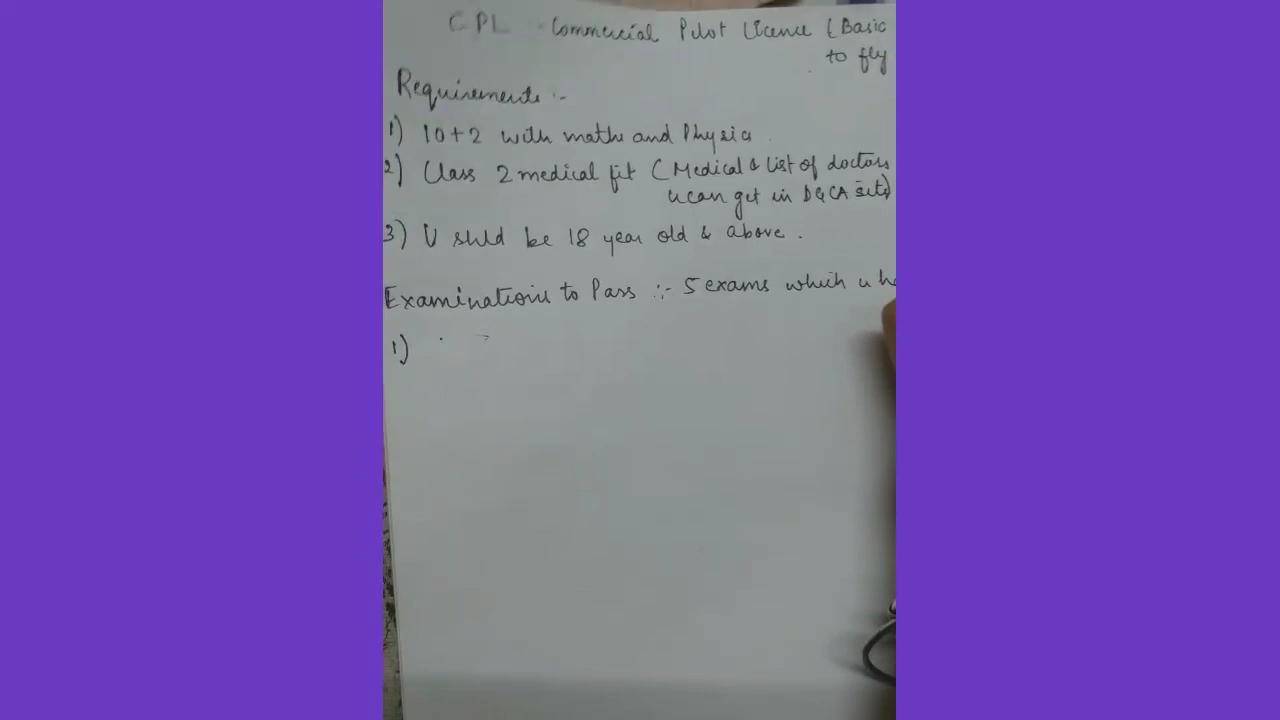 CPL - Commercial Pilot Licence (Basic
to fly
Requirements :-
1) 10+2 with maths and Physics.
2) Class 2 medical fit (Medical & list of doctors
u can get in DGCA site)
3) U shld be 18 year old & above.
Examinations to Pass :- 5 exams which u
1)